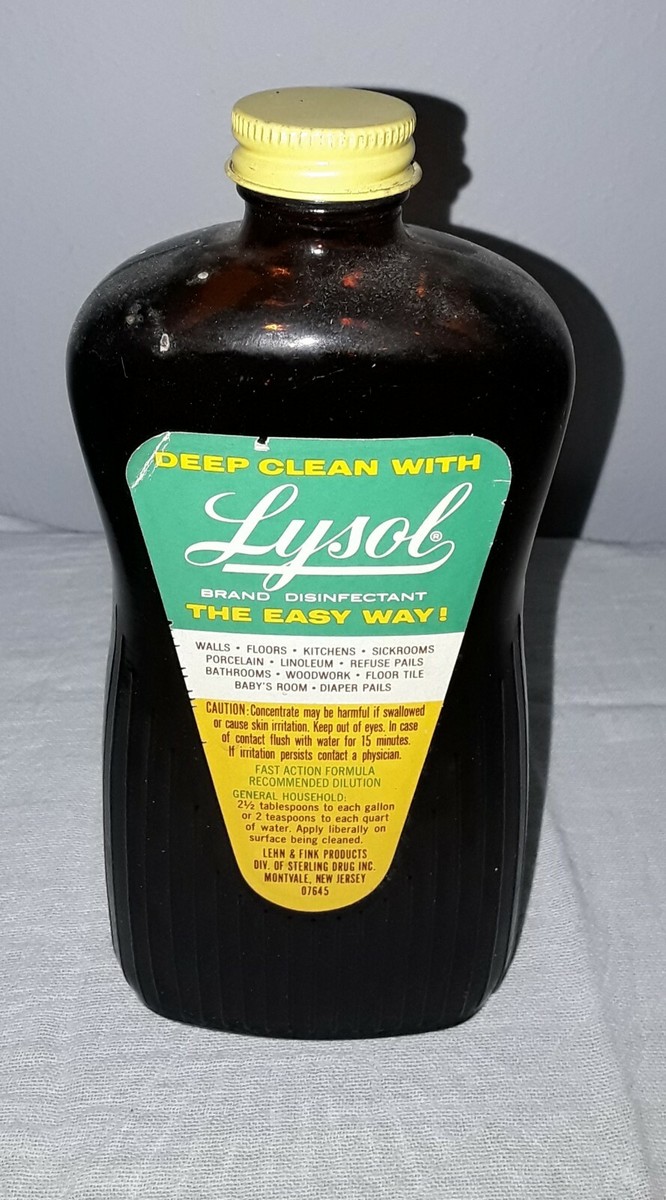 DEEP CLEAN WITH
Lysol®
BRAND DISINFECTANT
THE EASY WAY!
WALLS • FLOORS • KITCHENS • SICKROOMS
PORCELAIN • LINOLEUM • REFUSE PAILS
BATHROOMS • WOODWORK • FLOOR TILE
BABY'S ROOM • DIAPER PAILS
CAUTION: Concentrate may be harmful if swallowed
or cause skin irritation. Keep out of eyes. In case
of contact flush with water for 15 minutes.
If irritation persists contact a physician.
FAST ACTION FORMULA
RECOMMENDED DILUTION
GENERAL HOUSEHOLD:
2½ tablespoons to each gallon
or 2 teaspoons to each quart
of water. Apply liberally on
surface being cleaned.
LEHN & FINK PRODUCTS
DIV. OF STERLING DRUG INC.
MONTVALE, NEW JERSEY
07645